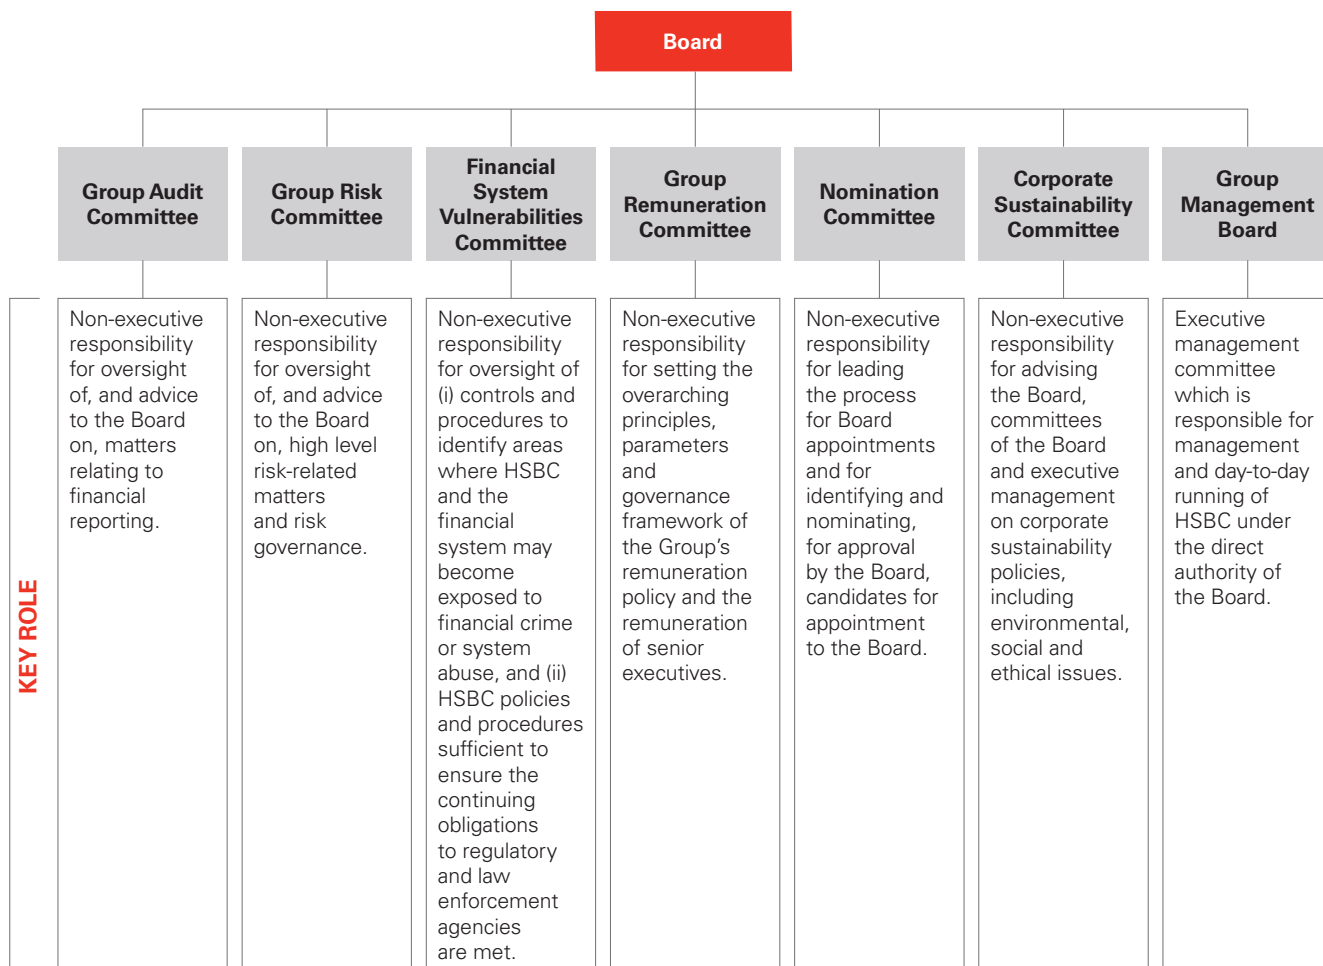 Board
Group Audit
Committee
Group Risk
Committee
Financial
System
Vulnerabilities
Committee
Group
Remuneration
Committee
Nomination
Committee
Corporate
Sustainability
Committee
Group
Management
Board
KEY ROLE
Non-executive
responsibility
for oversight
of, and advice
to the Board
on, matters
relating to
financial
reporting.
Non-executive
responsibility
for oversight
of, and advice
to the Board
on, high level
risk-related
matters
and risk
governance.
Non-executive
responsibility
for oversight of
(i) controls and
procedures to
identify areas
where HSBC
and the
financial
system may
become
exposed to
financial crime
or system
abuse, and (ii)
HSBC policies
and procedures
sufficient to
ensure the
continuing
obligations
to regulatory
and law
enforcement
agencies
are met.
Non-executive
responsibility
for setting the
overarching
principles,
parameters
and
governance
framework of
the Group’s
remuneration
policy and the
remuneration
of senior
executives.
Non-executive
responsibility
for leading
the process
for Board
appointments
and for
identifying and
nominating,
for approval
by the Board,
candidates for
appointment
to the Board.
Non-executive
responsibility
for advising
the Board,
committees
of the Board
and executive
management
on corporate
sustainability
policies,
including
environmental,
social and
ethical issues.
Executive
management
committee
which is
responsible for
management
and day-to-day
running of
HSBC under
the direct
authority of
the Board.